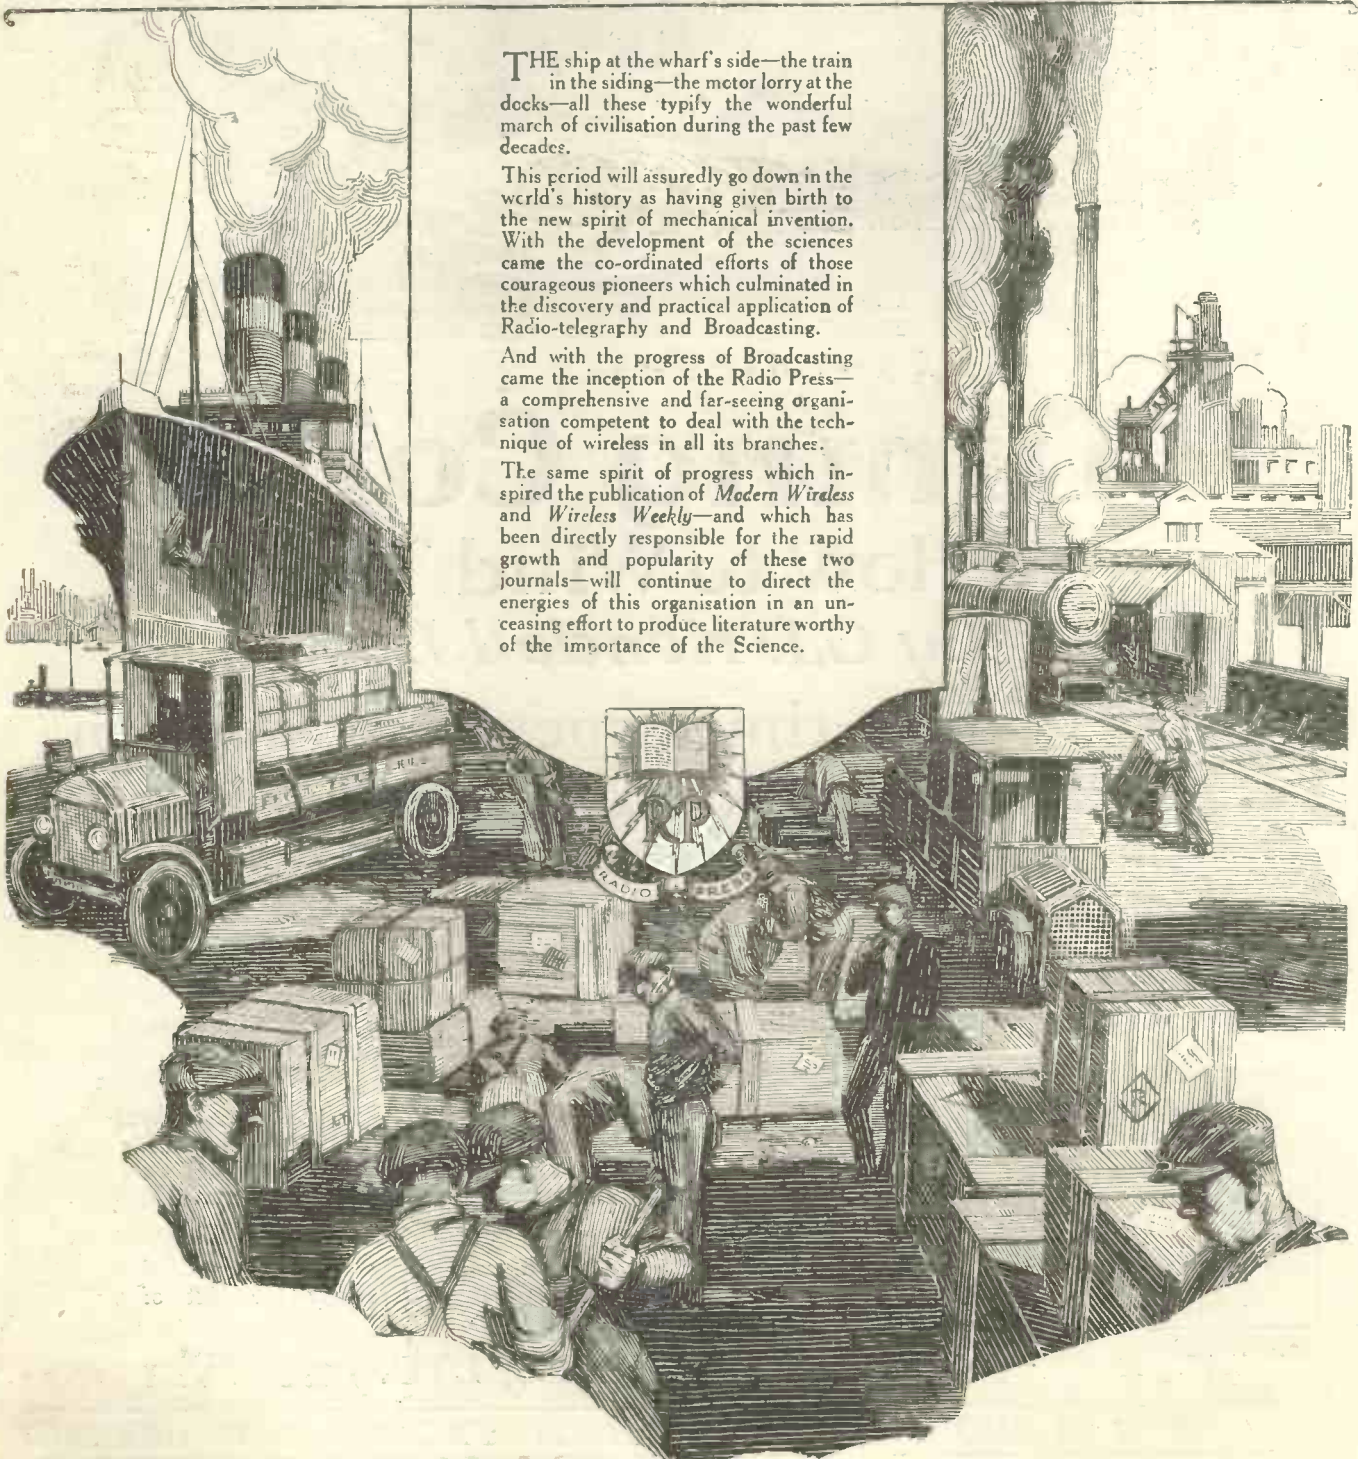 THE ship at the wharf's side—the train
in the siding—the motor lorry at the
docks—all these typify the wonderful
march of civilisation during the past few
decades.
This period will assuredly go down in the
world's history as having given birth to
the new spirit of mechanical invention.
With the development of the sciences
came the co-ordinated efforts of those
courageous pioneers which culminated in
the discovery and practical application of
Radio-telegraphy and Broadcasting.
And with the progress of Broadcasting
came the inception of the Radio Press—
a comprehensive and far-seeing organi-
sation competent to deal with the tech-
nique of wireless in all its branches.
The same spirit of progress which in-
spired the publication of Modern Wireless
and Wireless Weekly—and which has
been directly responsible for the rapid
growth and popularity of these two
journals—will continue to direct the
energies of this organisation in an un-
ceasing effort to produce literature worthy
of the importance of the Science.
RP
RADIO PRESS
R